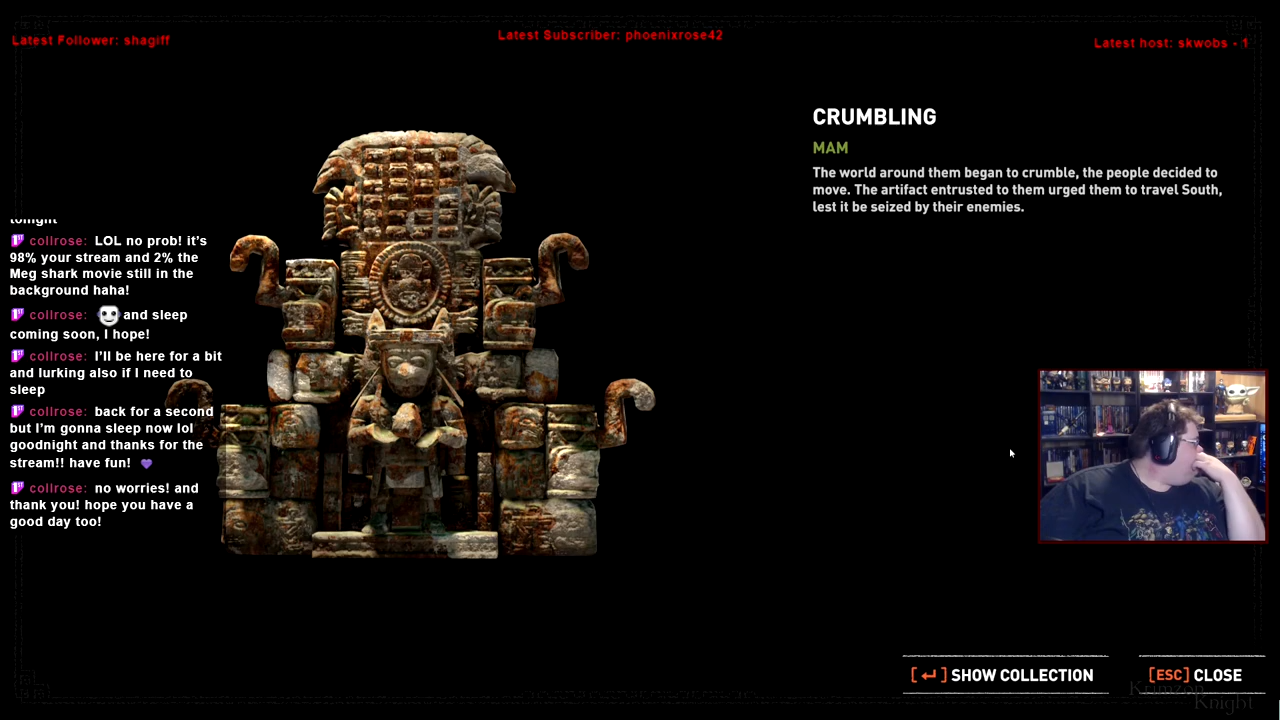 Latest Follower: shagiff
Latest Subscriber: phoenixrose42
Latest host: skwobs - 1
CRUMBLING
MAM
The world around them began to crumble, the people decided to
move. The artifact entrusted to them urged them to travel South,
lest it be seized by their enemies.
tonight
collrose: LOL no prob! it's
98% your stream and 2% the
Meg shark movie still in the
background haha!
collrose: and sleep
coming soon, I hope!
collrose: I'll be here for a bit
and lurking also if I need to
sleep
collrose: back for a second
but I'm gonna sleep now lol
goodnight and thanks for the
stream!! have fun!
collrose: no worries! and
thank you! hope you have a
good day too!
[↵] SHOW COLLECTION
[ESC] CLOSE
Krimzon
Knight